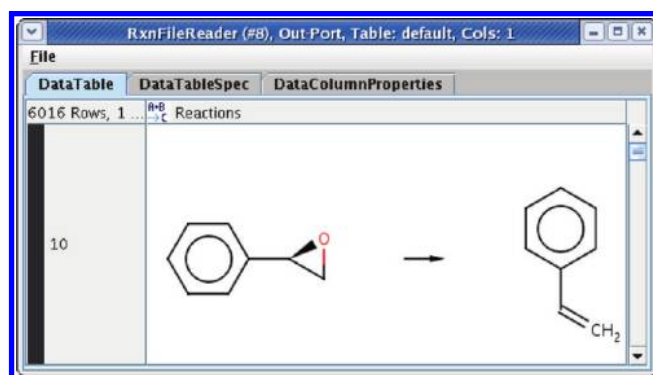 RxnFileReader (#8), Out-Port, Table: default, Cols: 1
File
DataTable DataTableSpec DataColumnProperties
6016 Rows, 1 ... A+B →C Reactions
10
O
CH2